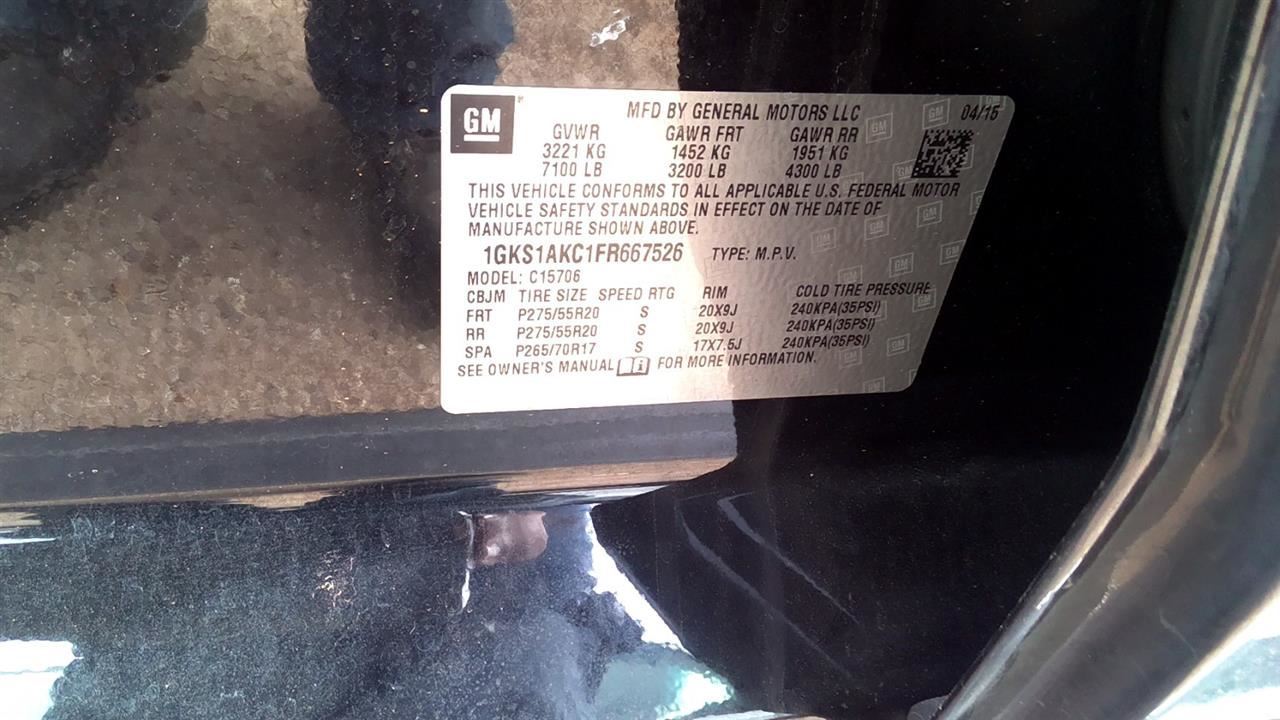 GM
MFD BY GENERAL MOTORS LLC 04/15
GVWR GAWR FRT GAWR RR
3221 KG 1452 KG 1951 KG
7100 LB 3200 LB 4300 LB
THIS VEHICLE CONFORMS TO ALL APPLICABLE U.S. FEDERAL MOTOR
VEHICLE SAFETY STANDARDS IN EFFECT ON THE DATE OF
MANUFACTURE SHOWN ABOVE.
1GKS1AKC1FR667526 TYPE: M.P.V.
MODEL: C15706
CBJM TIRE SIZE SPEED RTG RIM COLD TIRE PRESSURE
FRT P275/55R20 S 20X9J 240KPA(35PSI)
RR P275/55R20 S 20X9J 240KPA(35PSI)
SPA P265/70R17 S 17X7.5J 240KPA(35PSI)
SEE OWNER'S MANUAL FOR MORE INFORMATION.